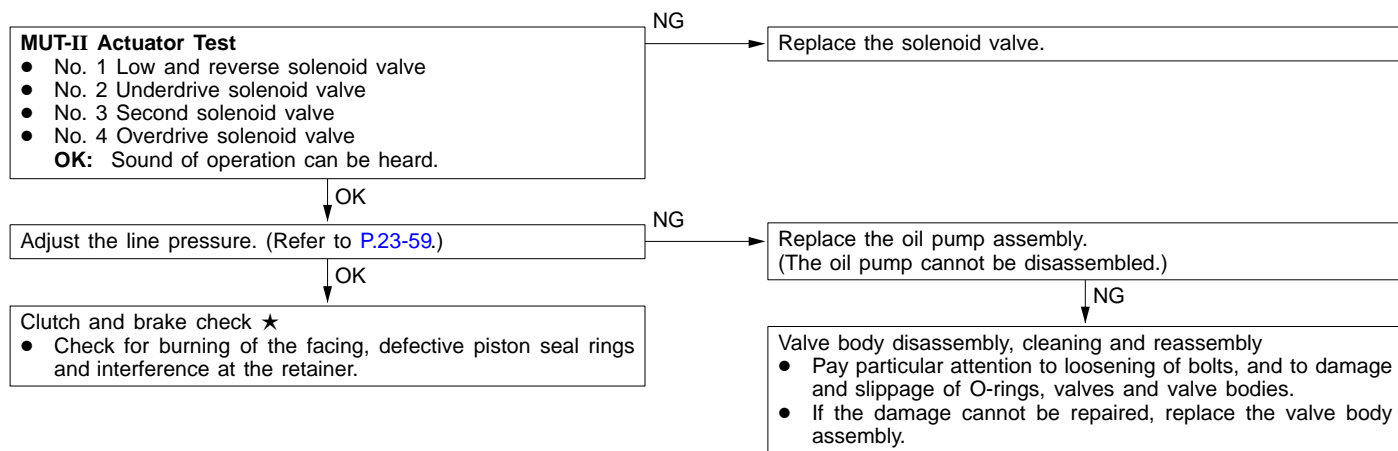 MUT-II Actuator Test
● No. 1 Low and reverse solenoid valve
● No. 2 Underdrive solenoid valve
● No. 3 Second solenoid valve
● No. 4 Overdrive solenoid valve
OK: Sound of operation can be heard.
NG
Replace the solenoid valve.
OK
Adjust the line pressure. (Refer to P.23-59.)
NG
Replace the oil pump assembly.
(The oil pump cannot be disassembled.)
OK
Clutch and brake check ★
● Check for burning of the facing, defective piston seal rings
and interference at the retainer.
NG
Valve body disassembly, cleaning and reassembly
● Pay particular attention to loosening of bolts, and to damage
and slippage of O-rings, valves and valve bodies.
● If the damage cannot be repaired, replace the valve body
assembly.